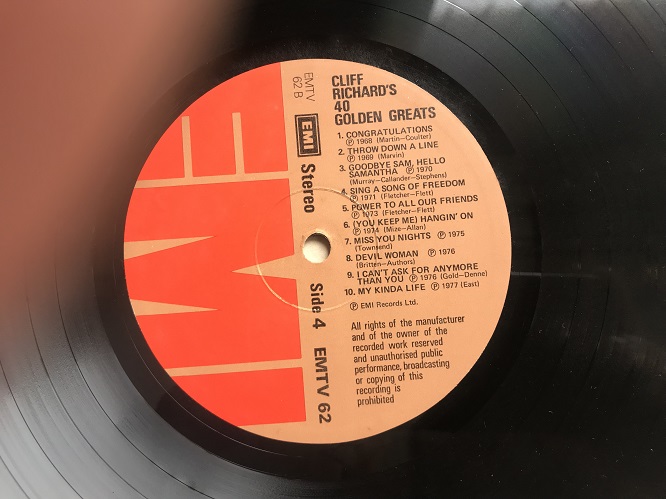 CLIFF
RICHARD'S
40
GOLDEN GREATS
1. CONGRATULATIONS
Ⓟ 1968 (Martin—Coulter)
2. THROW DOWN A LINE
Ⓟ 1969 (Marvin)
3. GOODBYE SAM, HELLO
SAMANTHA Ⓟ 1970
(Murray—Callander—Stephens)
4. SING A SONG OF FREEDOM
Ⓟ 1971 (Fletcher—Flett)
5. POWER TO ALL OUR FRIENDS
Ⓟ 1973 (Fletcher—Flett)
6. (YOU KEEP ME) HANGIN' ON
Ⓟ 1974 (Mize—Allan)
7. MISS YOU NIGHTS Ⓟ 1975
(Townsend)
8. DEVIL WOMAN Ⓟ 1976
(Britten—Authors)
9. I CAN'T ASK FOR ANYMORE
THAN YOU Ⓟ 1976 (Gold—Denne)
10. MY KINDA LIFE Ⓟ 1977 (East)
Ⓟ EMI Records Ltd.
All rights of the manufacturer
and of the owner of the
recorded work reserved
and unauthorised public
performance, broadcasting
or copying of this
recording is
prohibited
EMTV
62 B
EMI Stereo Side 4 EMTV 62
EMI